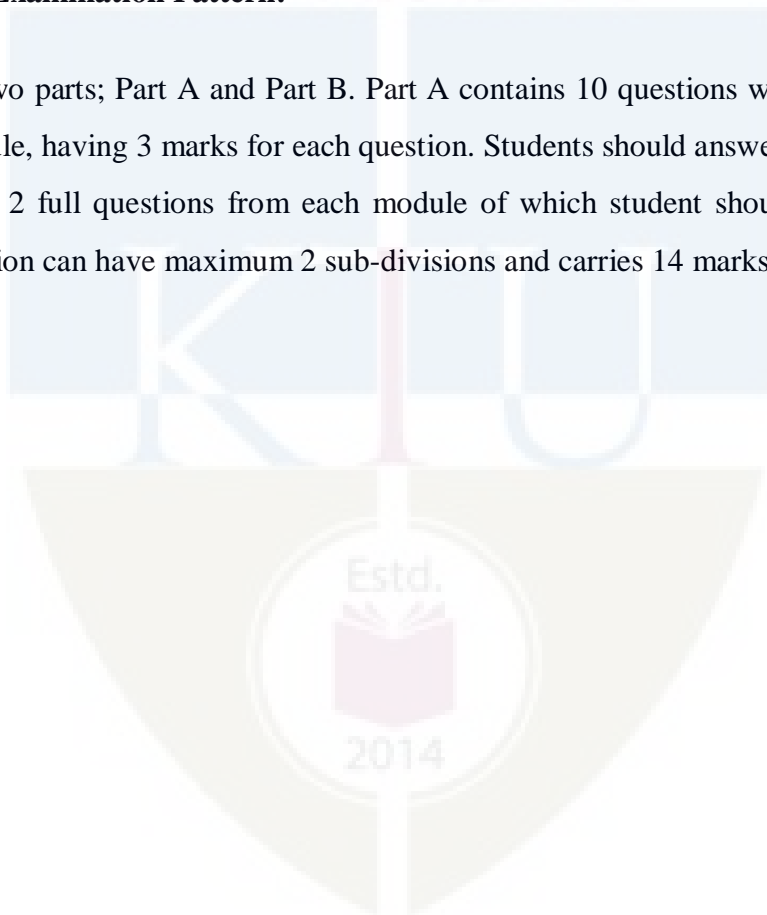 Examination Pattern:
wo parts; Part A and Part B. Part A contains 10 questions w
le, having 3 marks for each question. Students should answe
2 full questions from each module of which student shou
ion can have maximum 2 sub-divisions and carries 14 marks
KTU
Estd.
2014